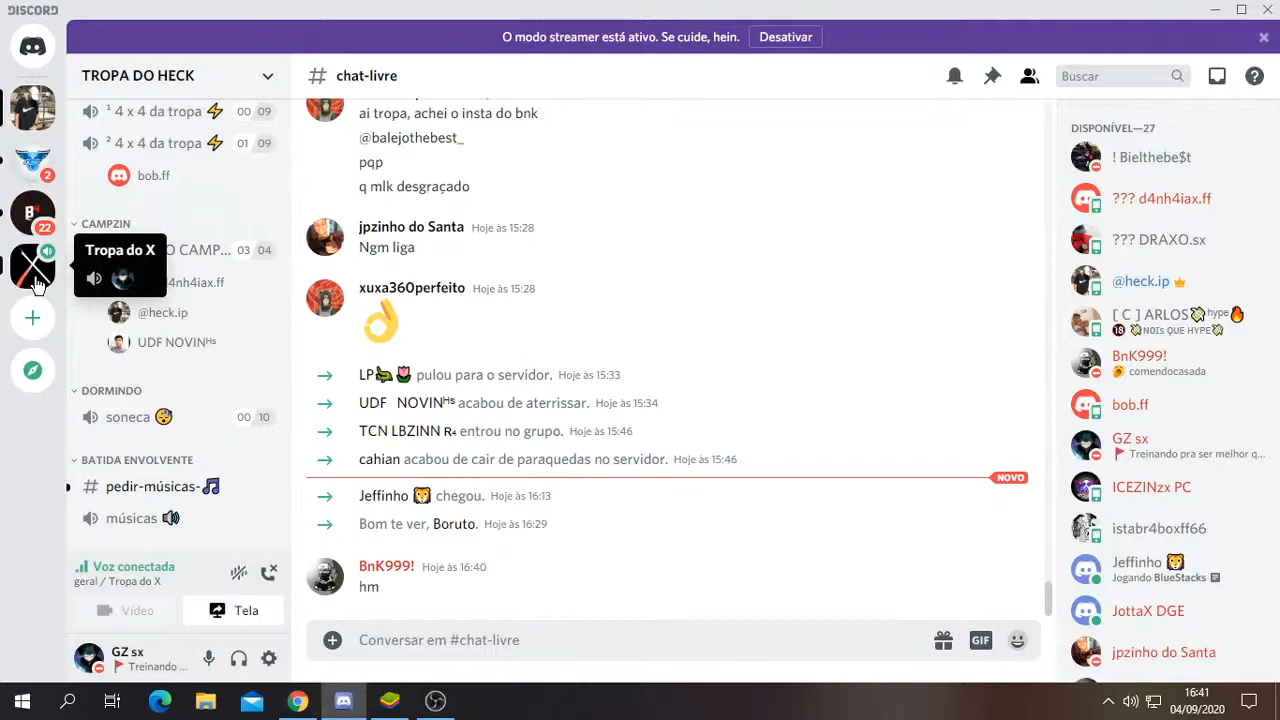 DISCORD
O modo streamer está ativo. Se cuide, hein.
Desativar
TROPA DO HECK
# chat-livre
Buscar
¹ 4 x 4 da tropa ⚡ 00 09
² 4 x 4 da tropa ⚡ 01 09
bob.ff
CAMPZIN
O CAMP... 03 04
4nh4iax.ff
@heck.ip
UDF NOVINᴴˢ
DORMINDO
soneca 😴 00 10
BATIDA ENVOLVENTE
# pedir-músicas-🎵
músicas 🔊
Voz conectada
geral / Tropa do X
Vídeo
Tela
GZ sx
🚩 Treinando ...
2
B
22
Tropa do X
ai tropa, achei o insta do bnk
@balejothebest_
pqp
q mlk desgraçado
jpzinho do Santa Hoje às 15:28
Ngm liga
xuxa360perfeito Hoje às 15:28
👌
LP🐊🌷 pulou para o servidor. Hoje às 15:33
UDF NOVINᴴˢ acabou de aterrissar. Hoje às 15:34
TCN LBZINN R₄ entrou no grupo. Hoje às 15:46
cahian acabou de cair de paraquedas no servidor. Hoje às 15:46
NOVO
Jeffinho 🐯 chegou. Hoje às 16:13
Bom te ver, Boruto. Hoje às 16:29
BnK999! Hoje às 16:40
hm
Conversar em #chat-livre
GIF
DISPONÍVEL—27
! Bielthebe$t
??? d4nh4iax.ff
??? DRAXO.sx
@heck.ip
[ C ] ARLOS💸hype🔥
🔞 💸NOIs QUE HYPE💸
BnK999!
comendocasada
bob.ff
GZ sx
🚩 Treinando pra ser melhor q...
ICEZINzx PC
istabr4boxff66
Jeffinho 🐯
Jogando BlueStacks
JottaX DGE
jpzinho do Santa
16:41
04/09/2020